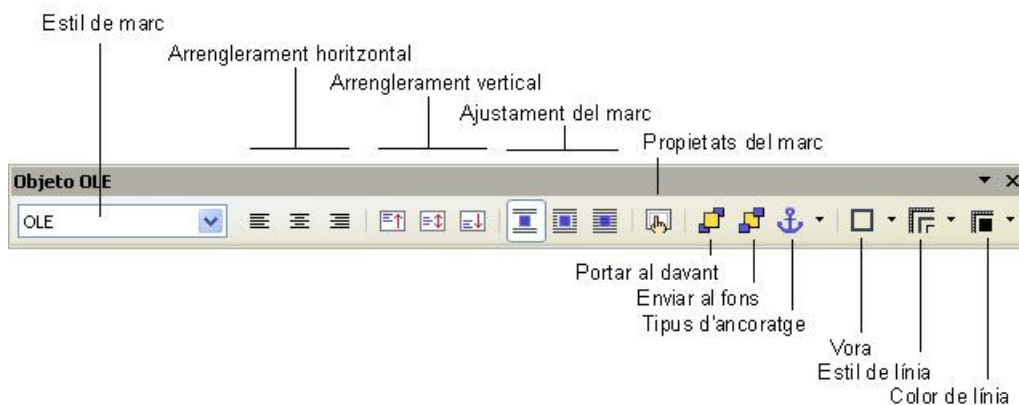 Estil de marc
Arrenglerament horitzontal
Arrenglerament vertical
Ajustament del marc
Propietats del marc
Objeto OLE
OLE
Portar al davant
Enviar al fons
Tipus d'ancoratge
Vora
Estil de línia
Color de línia